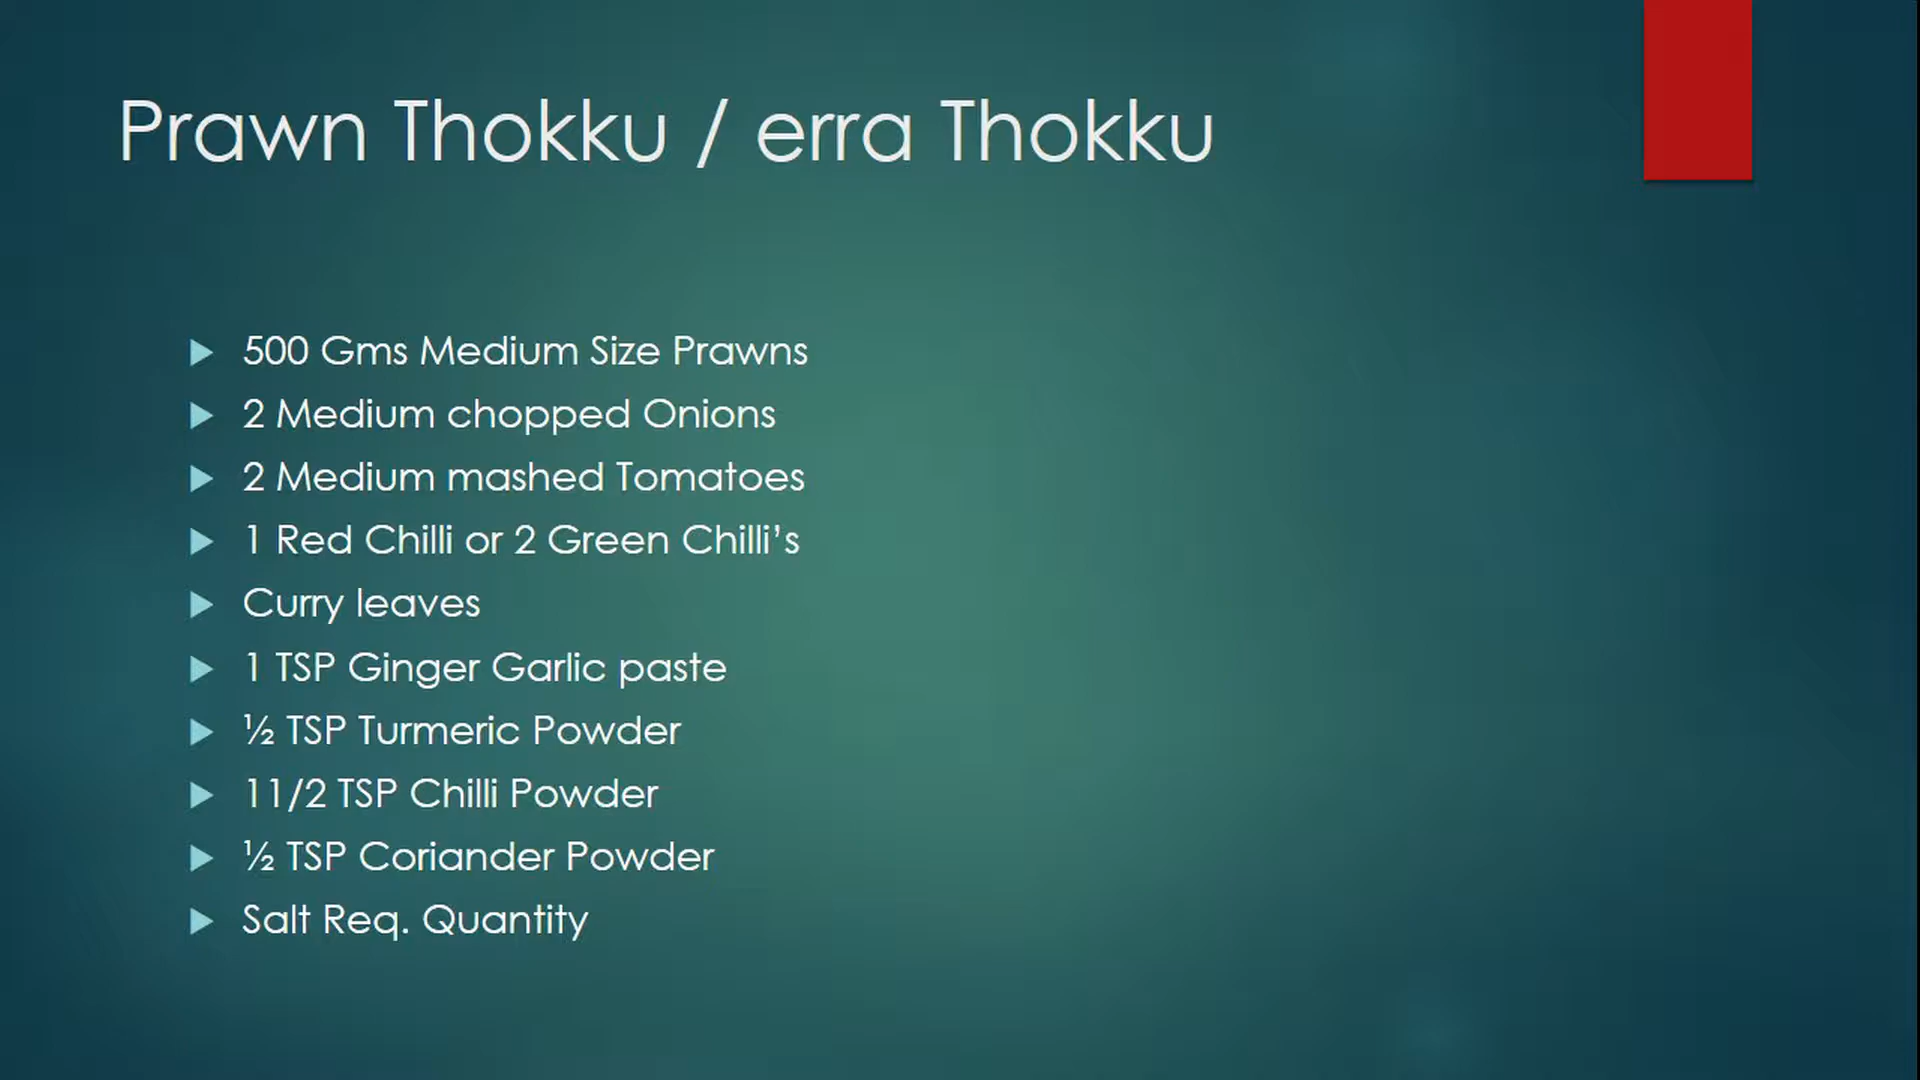 Prawn Thokku / erra Thokku
500 Gms Medium Size Prawns
2 Medium chopped Onions
2 Medium mashed Tomatoes
1 Red Chilli or 2 Green Chilli’s
Curry leaves
1 TSP Ginger Garlic paste
½ TSP Turmeric Powder
11/2 TSP Chilli Powder
½ TSP Coriander Powder
Salt Req. Quantity